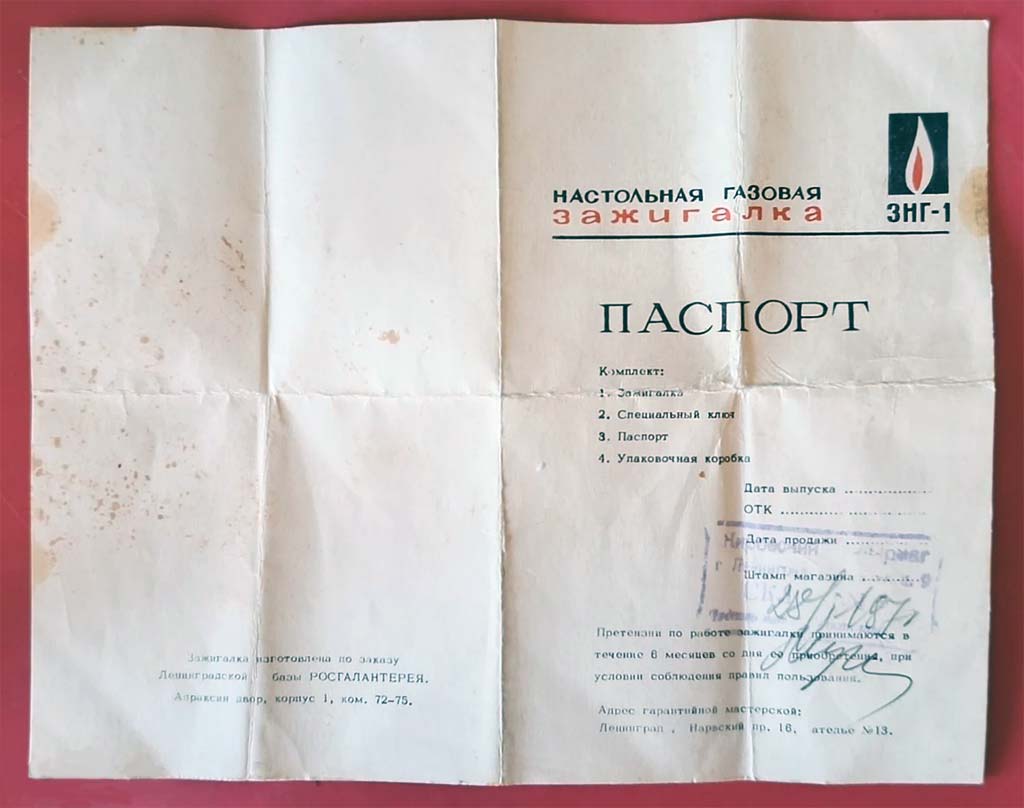 Зажигалка изготовлена по заказу
Ленинградской базы РОСГАЛАНТЕРЕЯ.
Апраксин двор, корпус 1, ком. 72-75.
НАСТОЛЬНАЯ ГАЗОВАЯ
зажигалка
ЗНГ-1
ПАСПОРТ
Комплект:
1. Зажигалка
2. Специальный ключ
3. Паспорт
4. Упаковочная коробка
Дата выпуска
ОТК
Дата продажи
Штамп магазина
Претензии по работе зажигалки принимаются в
течение 6 месяцев со дня ее приобретения, при
условии соблюдения правил пользования.
Адрес гарантийной мастерской:
Ленинград, Нарвский пр. 16, ателье №13.